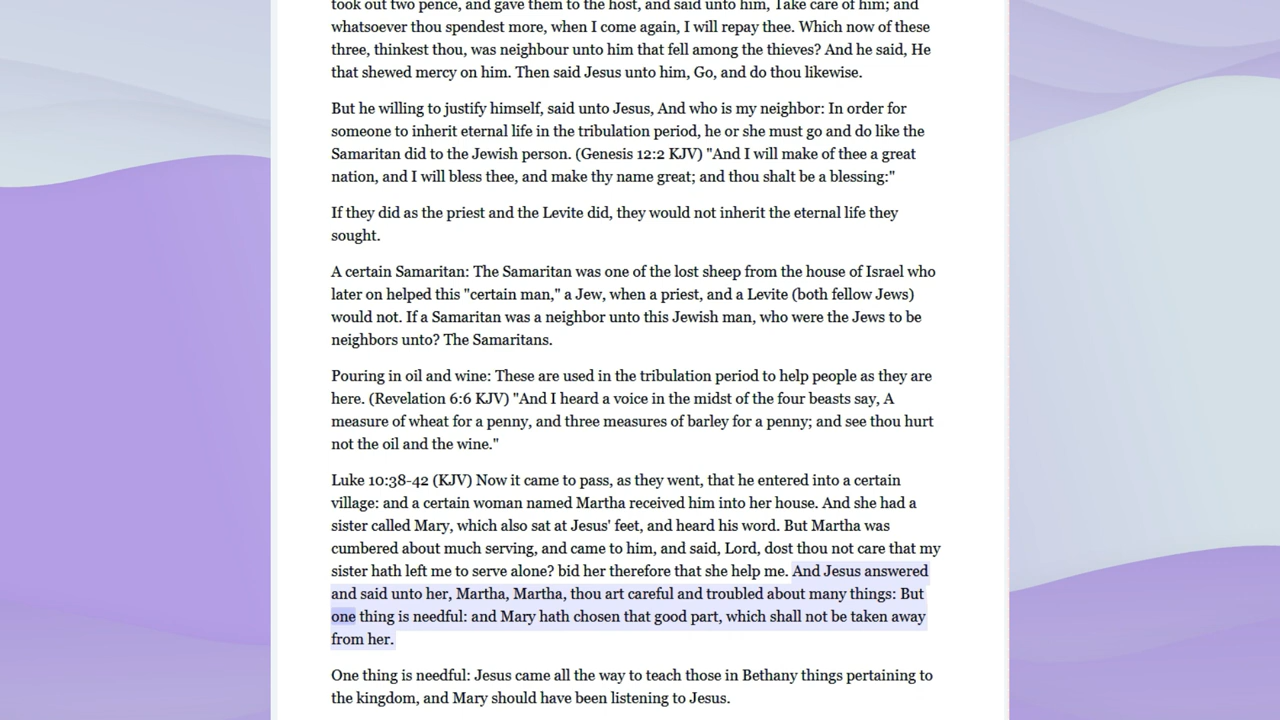 took out two pence, and gave them to the host, and said unto him, Take care of him; and
whatsoever thou spendest more, when I come again, I will repay thee. Which now of these
three, thinkest thou, was neighbour unto him that fell among the thieves? And he said, He
that shewed mercy on him. Then said Jesus unto him, Go, and do thou likewise.
But he willing to justify himself, said unto Jesus, And who is my neighbor: In order for
someone to inherit eternal life in the tribulation period, he or she must go and do like the
Samaritan did to the Jewish person. (Genesis 12:2 KJV) "And I will make of thee a great
nation, and I will bless thee, and make thy name great; and thou shalt be a blessing:"
If they did as the priest and the Levite did, they would not inherit the eternal life they
sought.
A certain Samaritan: The Samaritan was one of the lost sheep from the house of Israel who
later on helped this "certain man," a Jew, when a priest, and a Levite (both fellow Jews)
would not. If a Samaritan was a neighbor unto this Jewish man, who were the Jews to be
neighbors unto? The Samaritans.
Pouring in oil and wine: These are used in the tribulation period to help people as they are
here. (Revelation 6:6 KJV) "And I heard a voice in the midst of the four beasts say, A
measure of wheat for a penny, and three measures of barley for a penny; and see thou hurt
not the oil and the wine."
Luke 10:38-42 (KJV) Now it came to pass, as they went, that he entered into a certain
village: and a certain woman named Martha received him into her house. And she had a
sister called Mary, which also sat at Jesus' feet, and heard his word. But Martha was
cumbered about much serving, and came to him, and said, Lord, dost thou not care that my
sister hath left me to serve alone? bid her therefore that she help me. And Jesus answered
and said unto her, Martha, Martha, thou art careful and troubled about many things: But
one thing is needful: and Mary hath chosen that good part, which shall not be taken away
from her.
One thing is needful: Jesus came all the way to teach those in Bethany things pertaining to
the kingdom, and Mary should have been listening to Jesus.